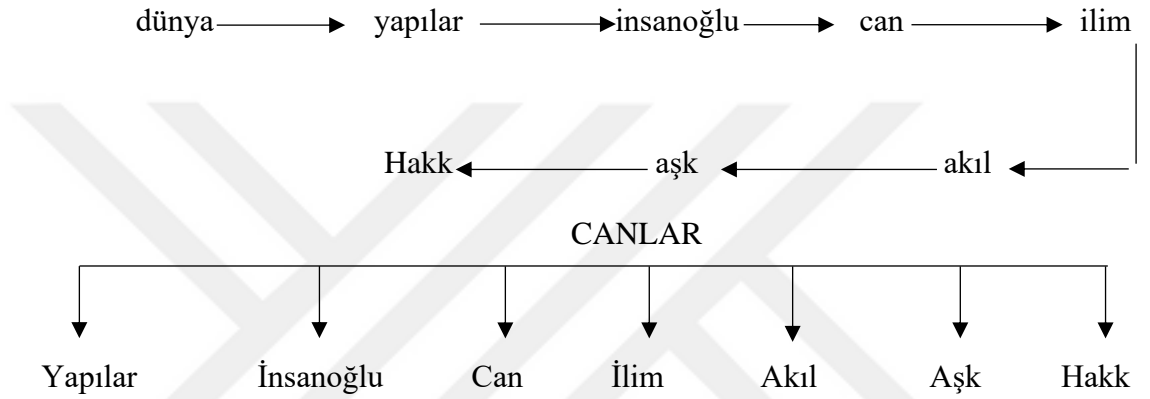 dünya yapılar insanoğlu can ilim
Hakk aşk akıl
CANLAR
Yapılar İnsanoğlu Can İlim Akıl Aşk Hakk